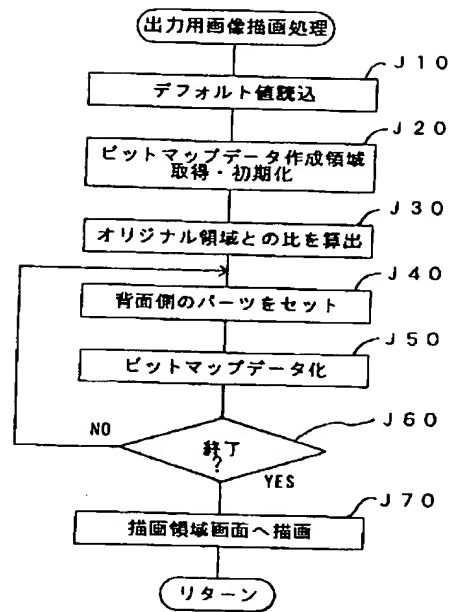 出力用画像描画処理
J10
デフォルト値読込
J20
ビットマップデータ作成領域
取得・初期化
J30
オリジナル領域との比を算出
J40
背面側のパーツをセット
J50
ビットマップデータ化
J60
NO
終了
?
YES
J70
描画領域画面へ描画
リターン